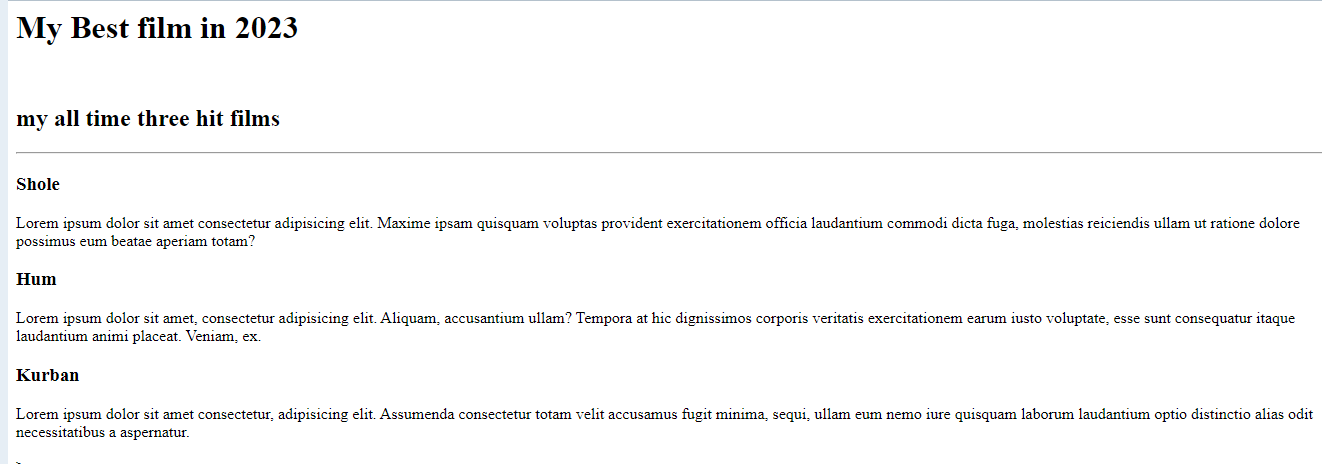 My Best film in 2023
my all time three hit films
Shole
Lorem ipsum dolor sit amet consectetur adipisicing elit. Maxime ipsam quisquam voluptas provident exercitationem officia laudantium commodi dicta fuga, molestias reiciendis ullam ut ratione dolore
possimus eum beatae aperiam totam?
Hum
Lorem ipsum dolor sit amet, consectetur adipisicing elit. Aliquam, accusantium ullam? Tempora at hic dignissimos corporis veritatis exercitationem earum iusto voluptate, esse sunt consequatur itaque
laudantium animi placeat. Veniam, ex.
Kurban
Lorem ipsum dolor sit amet consectetur, adipisicing elit. Assumenda consectetur totam velit accusamus fugit minima, sequi, ullam eum nemo iure quisquam laborum laudantium optio distinctio alias odit
necessitatibus a aspernatur.